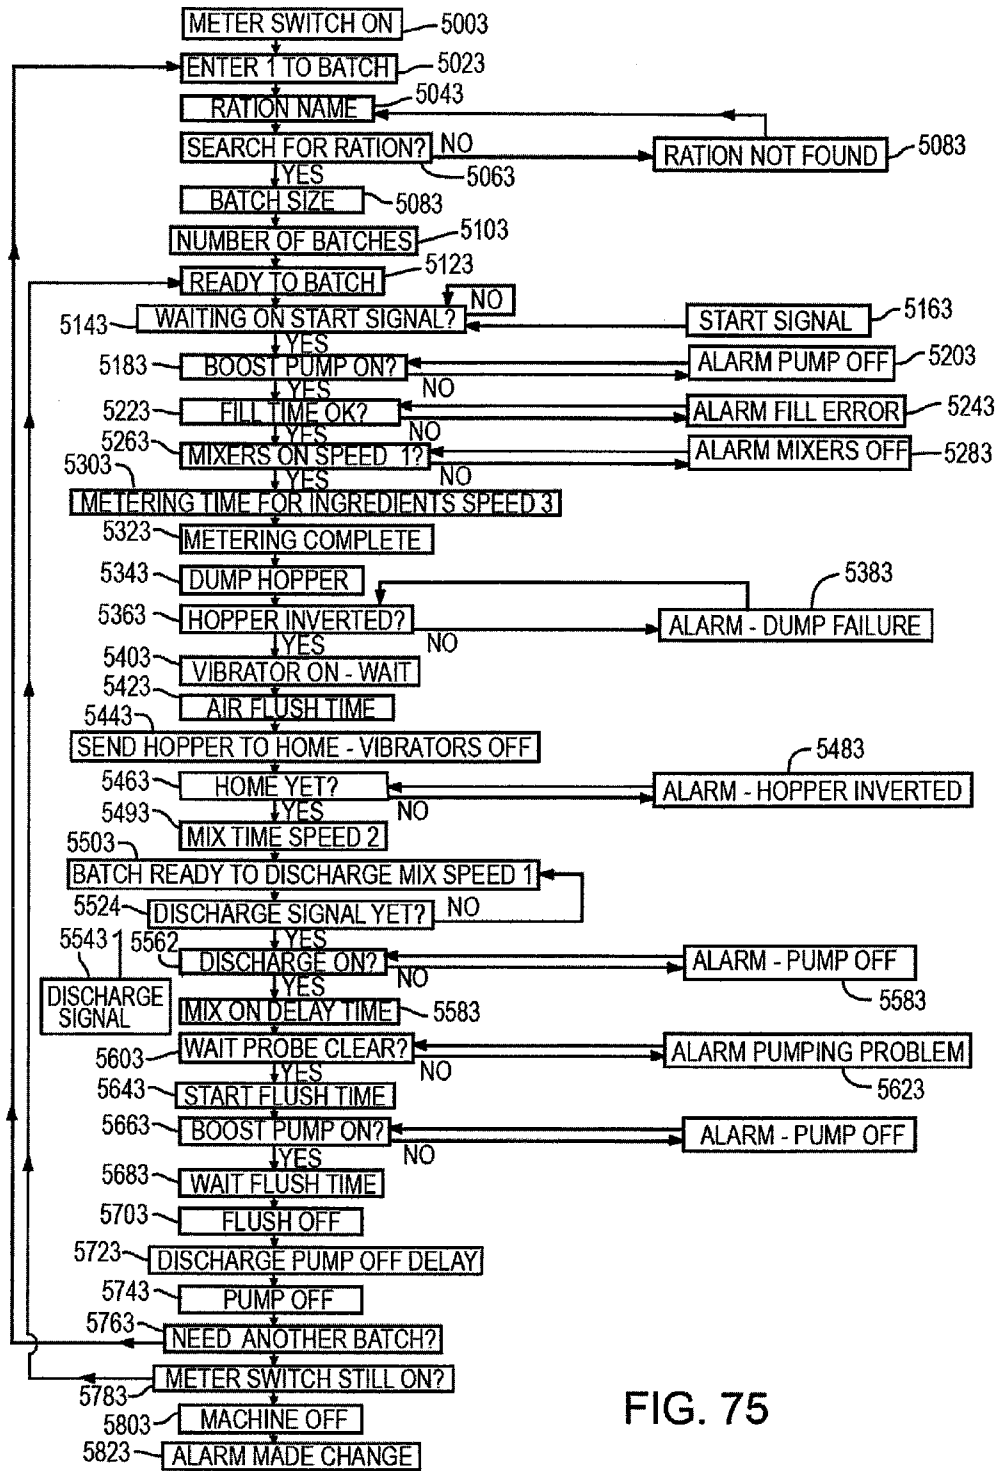 METER SWITCH ON 5003
ENTER 1 TO BATCH 5023
RATION NAME 5043
SEARCH FOR RATION? NO 5063 RATION NOT FOUND 5083
YES
BATCH SIZE 5083
NUMBER OF BATCHES 5103
READY TO BATCH 5123
NO
5143 WAITING ON START SIGNAL? START SIGNAL 5163
YES
5183 BOOST PUMP ON? NO ALARM PUMP OFF 5203
YES
5223 FILL TIME OK? NO ALARM FILL ERROR 5243
YES
5263 MIXERS ON SPEED 1? NO ALARM MIXERS OFF 5283
YES
5303
METERING TIME FOR INGREDIENTS SPEED 3
5323 METERING COMPLETE
5343 DUMP HOPPER
5363 HOPPER INVERTED? NO ALARM - DUMP FAILURE 5383
YES
5403 VIBRATOR ON - WAIT
5423 AIR FLUSH TIME
5443
SEND HOPPER TO HOME - VIBRATORS OFF
5463 HOME YET? NO ALARM - HOPPER INVERTED 5483
YES
5493 MIX TIME SPEED 2
5503
BATCH READY TO DISCHARGE MIX SPEED 1
5524 DISCHARGE SIGNAL YET? NO
YES
5543 DISCHARGE SIGNAL
5562 DISCHARGE ON? NO ALARM - PUMP OFF 5583
YES
MIX ON DELAY TIME 5583
5603 WAIT PROBE CLEAR? NO ALARM PUMPING PROBLEM 5623
YES
5643 START FLUSH TIME
5663 BOOST PUMP ON? NO ALARM - PUMP OFF
YES
5683 WAIT FLUSH TIME
5703 FLUSH OFF
5723 DISCHARGE PUMP OFF DELAY
5743 PUMP OFF
5763 NEED ANOTHER BATCH?
5783 METER SWITCH STILL ON?
5803 MACHINE OFF
5823 ALARM MADE CHANGE
FIG. 75